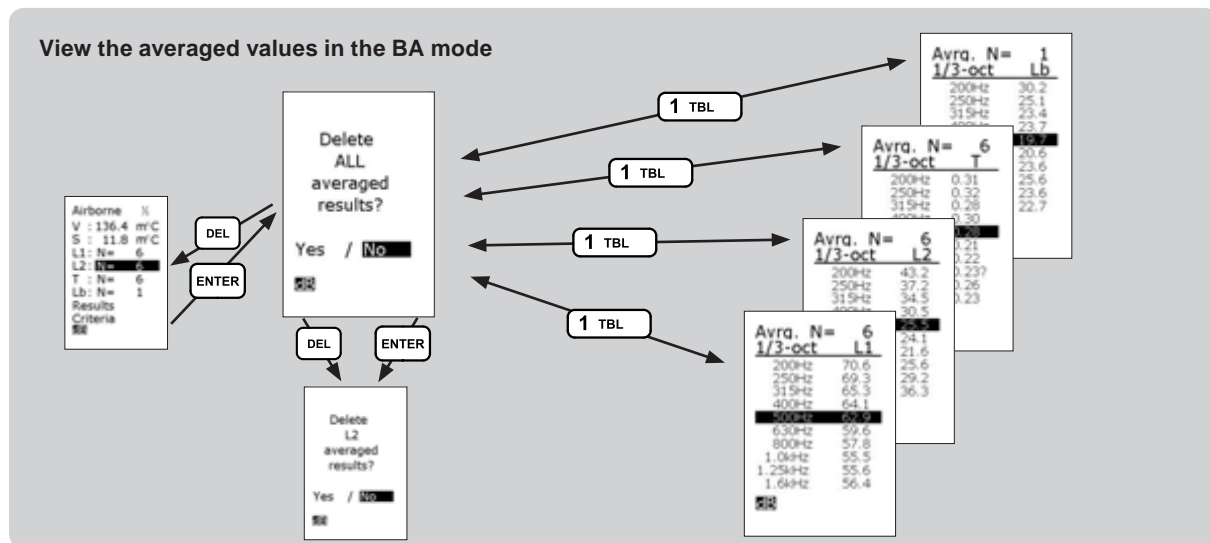 View the averaged values in the BA mode
Airborne
V : 136.4 m'C
S : 11.8 m'C
L1: N= 6
L2: N= 6
T : N= 6
Lb: N= 1
Results
Criteria
DEL
ENTER
Delete
ALL
averaged
results?
Yes / No
dB
DEL
ENTER
Delete
L2
averaged
results?
Yes / No
1 TBL
1 TBL
1 TBL
1 TBL
Avrg. N= 1
1/3-oct Lb
200Hz 30.2
250Hz 25.1
315Hz 23.4
400Hz 23.7
19.7
20.6
23.6
25.6
23.6
22.7
Avrg. N= 6
1/3-oct T
200Hz 0.31
250Hz 0.32
315Hz 0.28
400Hz 0.30
0.28
0.21
0.22
0.23?
0.26
0.23
Avrg. N= 6
1/3-oct L2
200Hz 43.2
250Hz 37.2
315Hz 34.5
400Hz 30.5
25.5
24.1
21.6
25.6
29.2
36.3
Avrg. N= 6
1/3-oct L1
200Hz 70.6
250Hz 69.3
315Hz 65.3
400Hz 64.1
500Hz 62.9
630Hz 59.6
800Hz 57.8
1.0kHz 55.5
1.25kHz 55.6
1.6kHz 56.4
dB